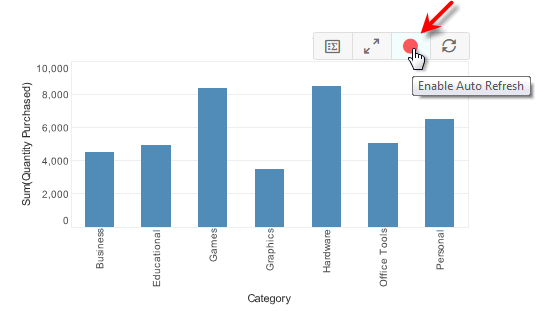 Enable Auto Refresh
10,000
8,000
6,000
4,000
2,000
0
Sum(Quantity Purchased)
Business
Educational
Games
Graphics
Hardware
Office Tools
Personal
Category